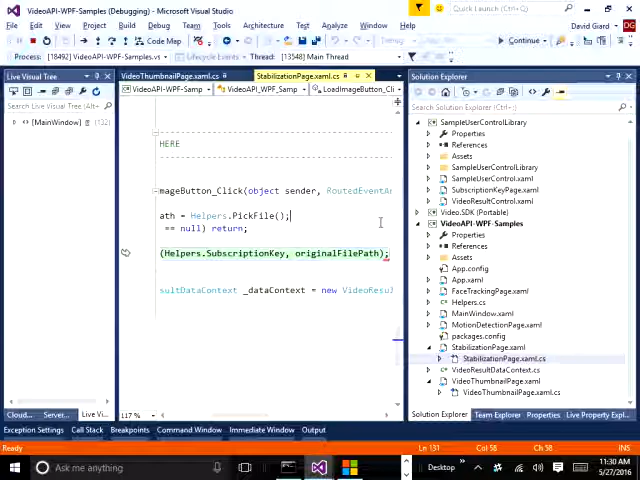 VideoAPI-WPF-Samples (Debugging)
Quick Launch (Ctrl+Q)
File Edit View Project Build Debug Team Tools Architecture Test Analyze Window
David Giard
Help
Code Map
Continue
Process: [18492] VideoAPI-WPF-Samples.vs
Lifecycle Events
Thread: [13548] Main Thread
Live Visual Tree
VideoThumbnailPage.xaml.cs
StabilizationPage.xaml.cs
Solution Explorer
VideoAPI-WPF-Samp
VideoAPI_WPF_Samp
LoadImageButton_Cli
Search Live Visual Tree (Alt+
Search Solution Explorer (Ctrl+;)
[MainWindow] (132)
HERE
mageButton_Click(object sender, RoutedEventAr
ath = Helpers.PickFile();
== null) return;
(Helpers.SubscriptionKey, originalFilePath);
sultDataContext _dataContext = new VideoResul
SampleUserControlLibrary
Properties
References
Assets
SampleUserControlLibrary
SampleUserControl.xaml
SubscriptionKeyPage.xaml
VideoResultControl.xaml
Video.SDK (Portable)
VideoAPI-WPF-Samples
Properties
References
Assets
App.config
App.xaml
FaceTrackingPage.xaml
Helpers.cs
MainWindow.xaml
MotionDetectionPage.xaml
packages.config
StabilizationPage.xaml
StabilizationPage.xaml.cs
VideoResultDataContext.cs
VideoThumbnailPage.xaml
VideoThumbnailPage.xaml.cs
117 %
Cloud... Server...
Solution Explorer Team Explorer Properties Live Property Expl...
Exception Settings Call Stack Breakpoints Command Window Immediate Window Output
Ready
Ln 131 Col 58 Ch 58
Ask me anything
Desktop
11:30 AM
5/27/2016